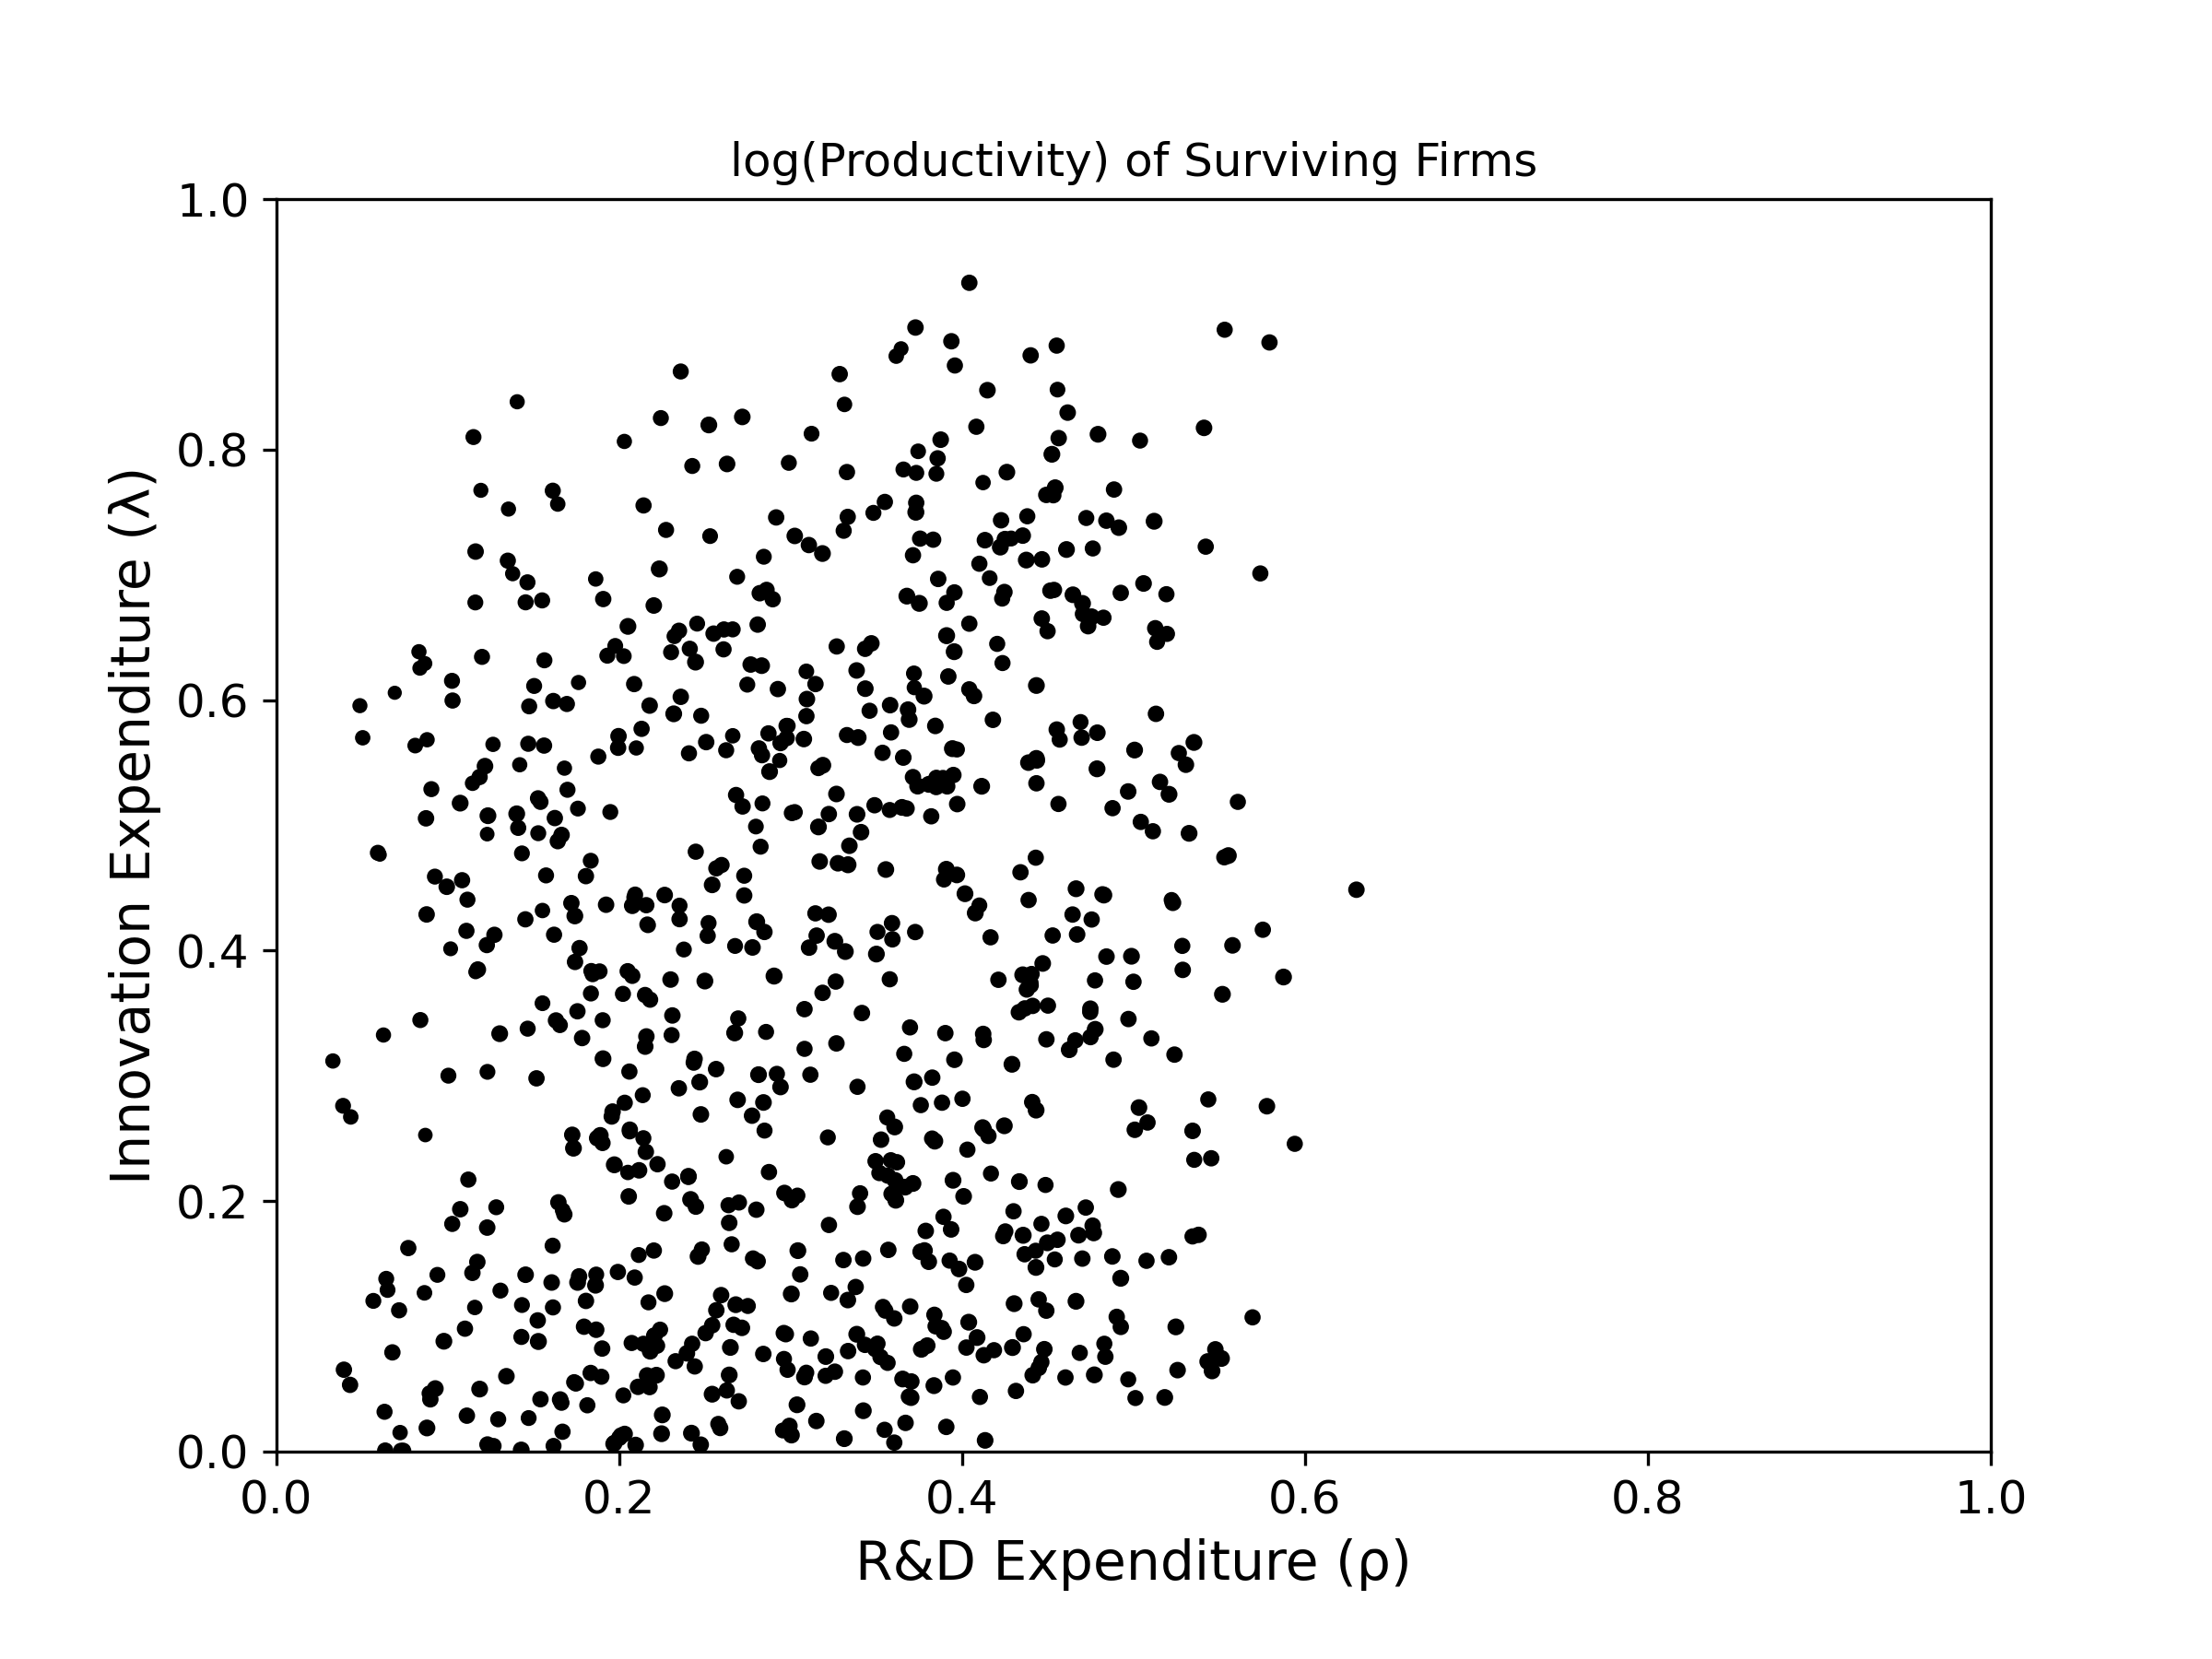 log(Productivity) of Surviving Firms
1.0
0.8
0.6
0.4
0.2
0.0
Innovation Expenditure (λ)
0.0 0.2 0.4 0.6 0.8 1.0
R&D Expenditure (ρ)